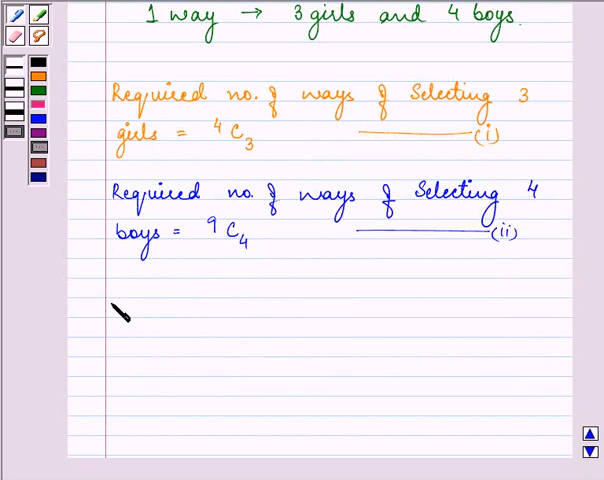 1 way → 3 girls and 4 boys.
Required no. of ways of Selecting 3
girls = ⁴C₃ ———— (i)
Required no. of ways of Selecting 4
boys = ⁹C₄ ———— (ii)